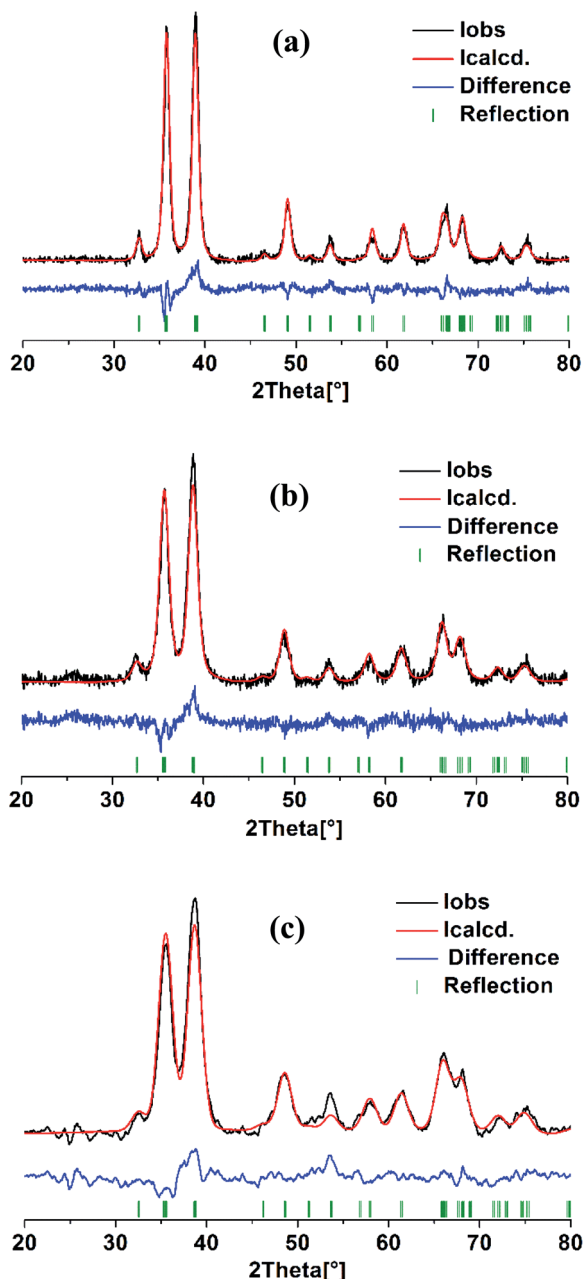 (a)
Iobs
Icalcd.
Difference
Reflection
20 30 40 50 60 70 80
2Theta[°]
(b)
Iobs
Icalcd.
Difference
Reflection
20 30 40 50 60 70 80
2Theta[°]
(c)
Iobs
Icalcd.
Difference
Reflection
20 30 40 50 60 70 80
2Theta[°]